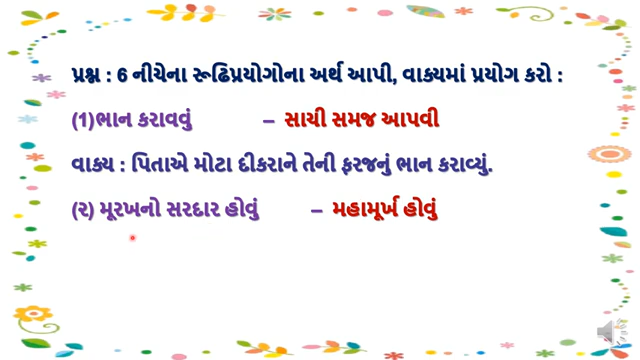 પ્રશ્ન : 6 નીચેના રૂઢિપ્રયોગોના અર્થ આપી, વાક્યમાં પ્રયોગ કરો :
(1)ભાન કરાવવું – સાચી સમજ આપવી
વાક્ય : પિતાએ મોટા દીકરાને તેની ફરજનું ભાન કરાવ્યું.
(ર) મૂરખનો સરદાર હોવું – મહામૂર્ખ હોવું